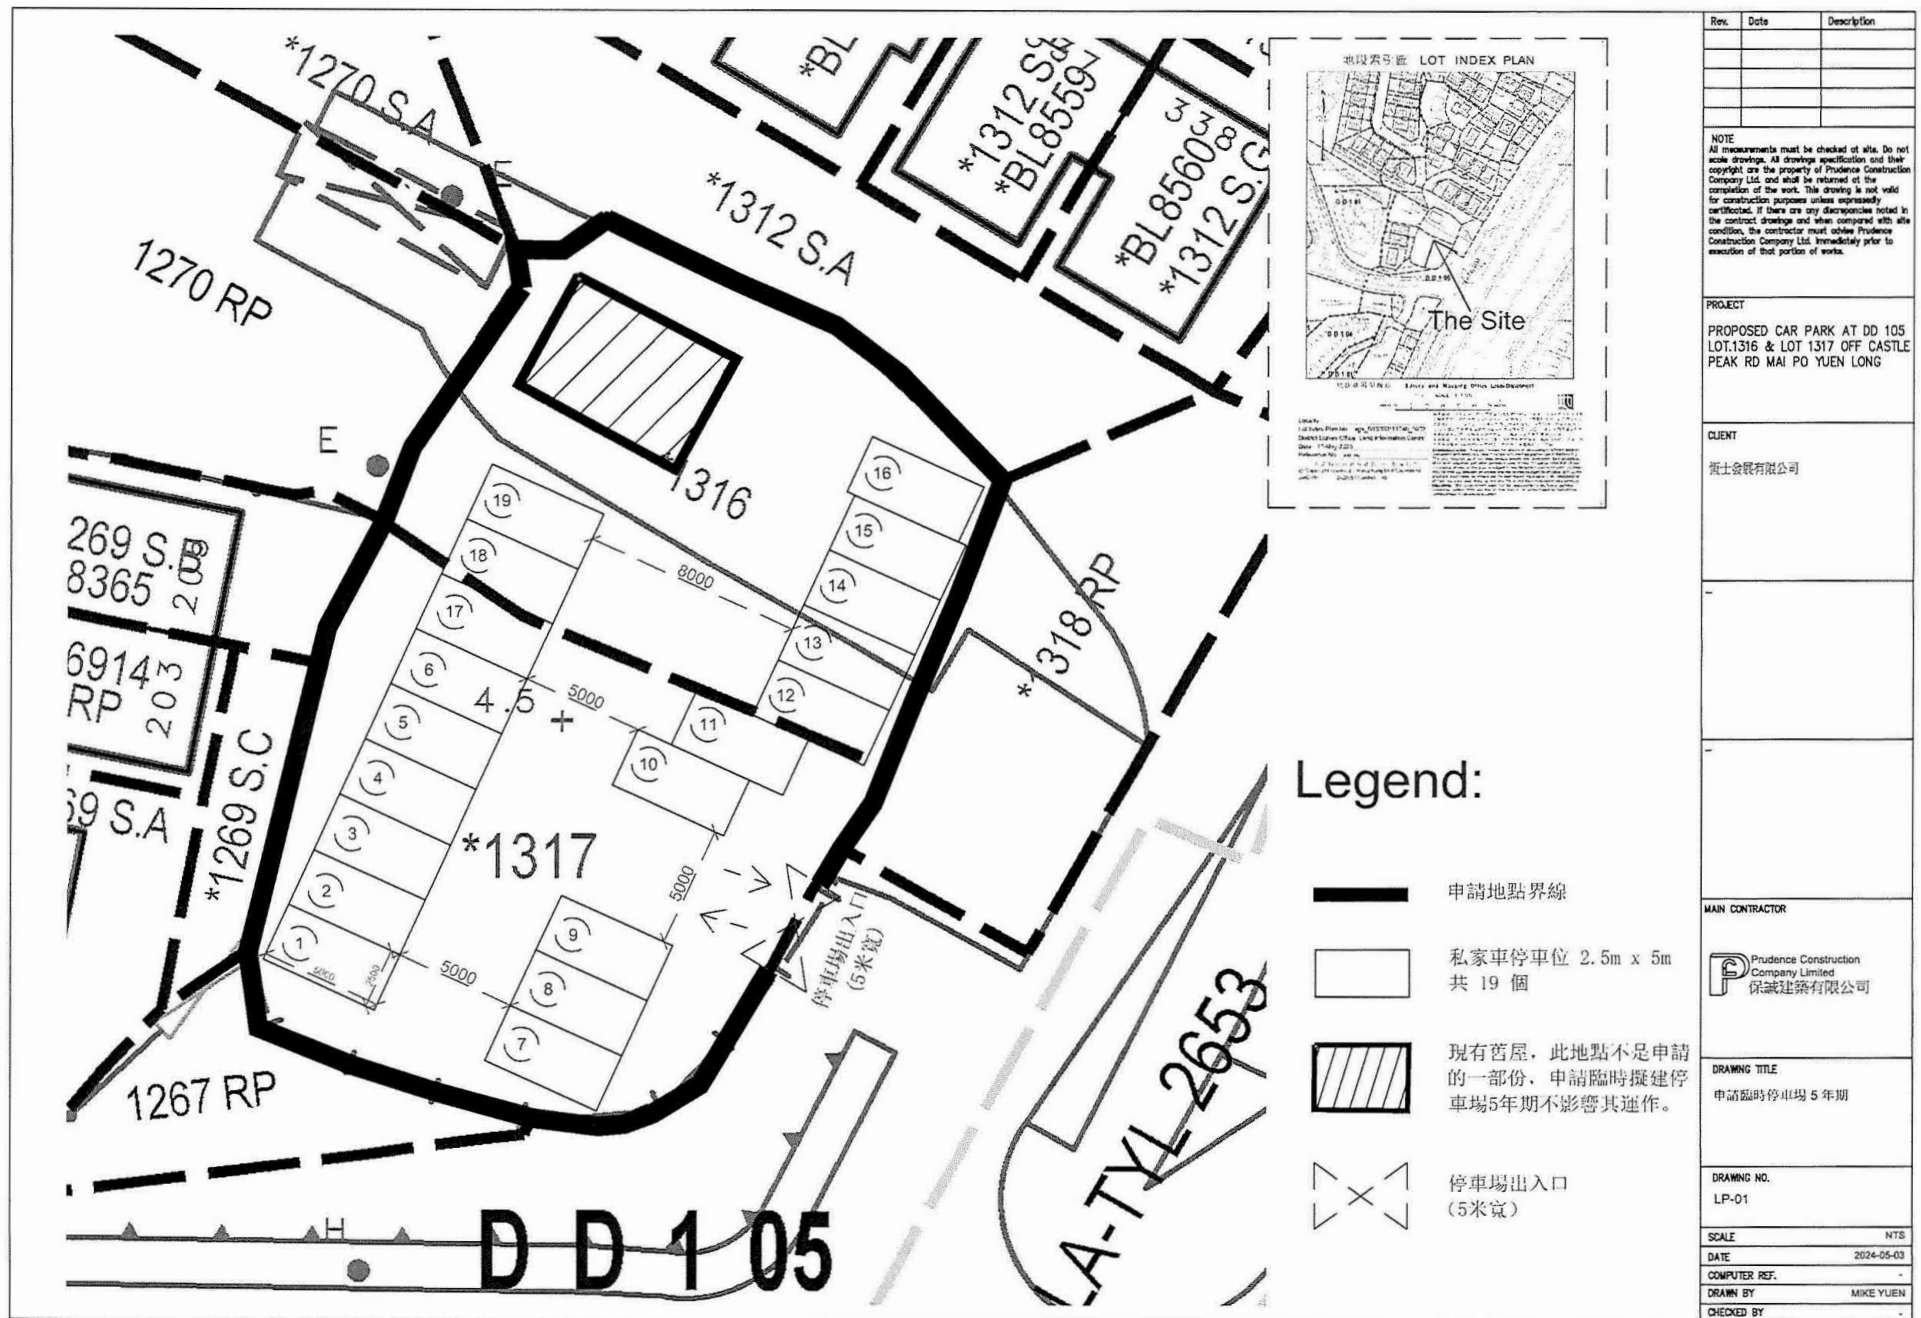 *1270 S.A
E
1270 RP
*1312 S.A
*BL
*1312 S.
*BL8559
338
*BL8560
*1312 S.G
E
1316
269 S.B
8365
209
6914
RP
203
*1269 S.C
69 S.A
*1317
4.5
318 RP
*
1267 RP
H
D D 1 05
LA-TYL 2653
19
18
17
6
5
4
3
2
1
16
15
14
13
12
11
10
9
8
7
8000
5000
5000
5000
5000
2500
停車場出入口
(5米寬)
地段索引圖 LOT INDEX PLAN
The Site
Legend:
申請地點界線
私家車停車位 2.5m x 5m
共 19 個
現有舊屋，此地點不是申請
的一部份，申請臨時擬建停
車場5年期不影響其運作。
停車場出入口
(5米寬)
Rev. Date Description
NOTE
All measurements must be checked at site. Do not
scale drawings. All drawings specification and their
copyright are the property of Prudence Construction
Company Ltd. and shall be returned at the
completion of the work. This drawing is not valid
for construction purposes unless expressedly
certificated. If there are any discrepancies noted in
the contract drawings and when compared with site
condition, the contractor must advise Prudence
Construction Company Ltd. immediately prior to
execution of that portion of works.
PROJECT
PROPOSED CAR PARK AT DD 105
LOT.1316 & LOT 1317 OFF CASTLE
PEAK RD MAI PO YUEN LONG
CLIENT
士發展有限公司
MAIN CONTRACTOR
Prudence Construction
Company Limited
保誠建築有限公司
DRAWING TITLE
申請臨時停車場 5 年期
DRAWING NO.
LP-01
SCALE NTS
DATE 2024-05-03
COMPUTER REF. -
DRAWN BY MIKE YUEN
CHECKED BY -